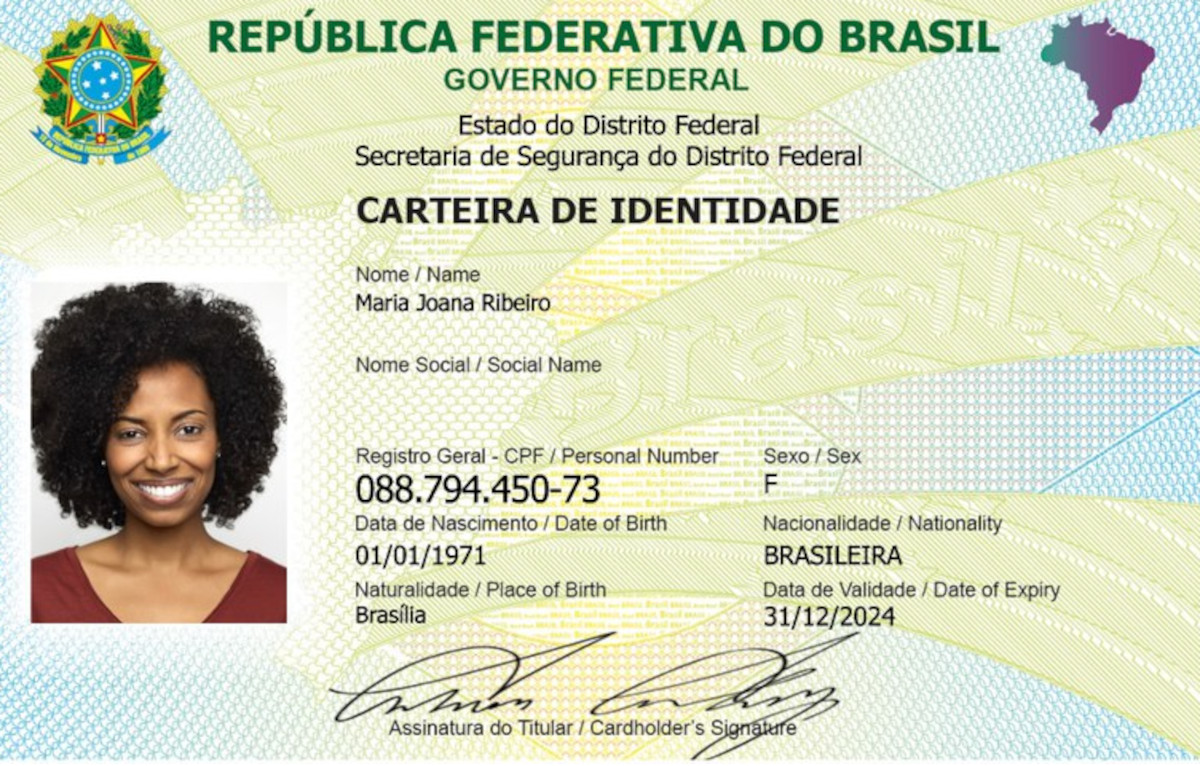 REPÚBLICA FEDERATIVA DO BRASIL
GOVERNO FEDERAL
Estado do Distrito Federal
Secretaria de Segurança do Distrito Federal
CARTEIRA DE IDENTIDADE
Nome / Name
Maria Joana Ribeiro
Nome Social / Social Name
Registro Geral - CPF / Personal Number Sexo / Sex
088.794.450-73 F
Data de Nascimento / Date of Birth Nacionalidade / Nationality
01/01/1971 BRASILEIRA
Naturalidade / Place of Birth Data de Validade / Date of Expiry
Brasília 31/12/2024
Assinatura do Titular / Cardholder's Signature